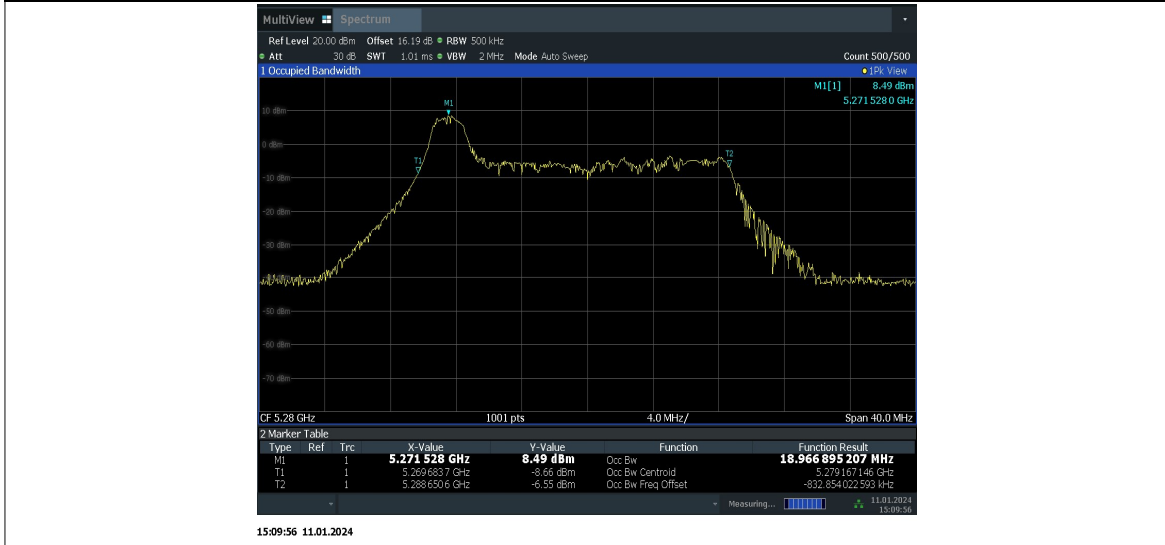 MultiView Spectrum
Ref Level 20.00 dBm Offset 16.19 dB RBW 500 kHz
Att 30 dB SWT 1.01 ms VBW 2 MHz Mode Auto Sweep Count 500/500
1 Occupied Bandwidth 1Pk View
M1[1] 8.49 dBm
5.271 528 0 GHz
M1
10 dBm
0 dBm
T1
T2
-10 dBm
-20 dBm
-30 dBm
-50 dBm
-60 dBm
-70 dBm
CF 5.28 GHz 1001 pts 4.0 MHz/ Span 40.0 MHz
2 Marker Table
Type Ref Trc X-Value Y-Value Function Function Result
M1 1 5.271 528 GHz 8.49 dBm Occ Bw 18.966 895 207 MHz
T1 1 5.269 683 7 GHz -8.66 dBm Occ Bw Centroid 5.279 167 146 GHz
T2 1 5.288 650 6 GHz -6.55 dBm Occ Bw Freq Offset -832.854 022 593 kHz
Measuring... 11.01.2024
15:09:56
15:09:56 11.01.2024